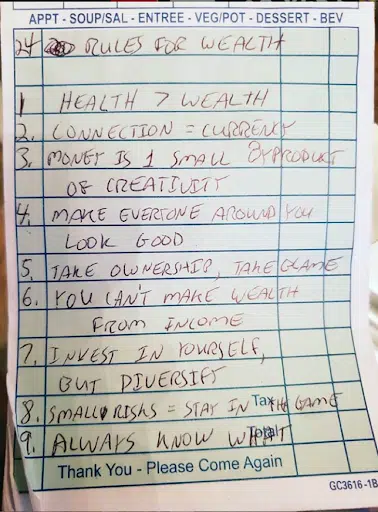 APPT - SOUP/SAL - ENTREE - VEG/POT - DESSERT - BEV
24 RULES FOR WEALTH
1 HEALTH > WEALTH
2. CONNECTION = CURRENCY
3. MONEY IS 1 SMALL BYPRODUCT
OF CREATIVITY
4. MAKE EVERYONE AROUND YOU
LOOK GOOD
5. TAKE OWNERSHIP, TAKE BLAME
6. YOU CAN'T MAKE WEALTH
FROM INCOME
7. INVEST IN YOURSELF,
BUT DIVERSIFY
8. SMALL RISKS = STAY IN THE GAME
Tax
9. ALWAYS KNOW WHAT
Total
Thank You - Please Come Again
GC3616-1B